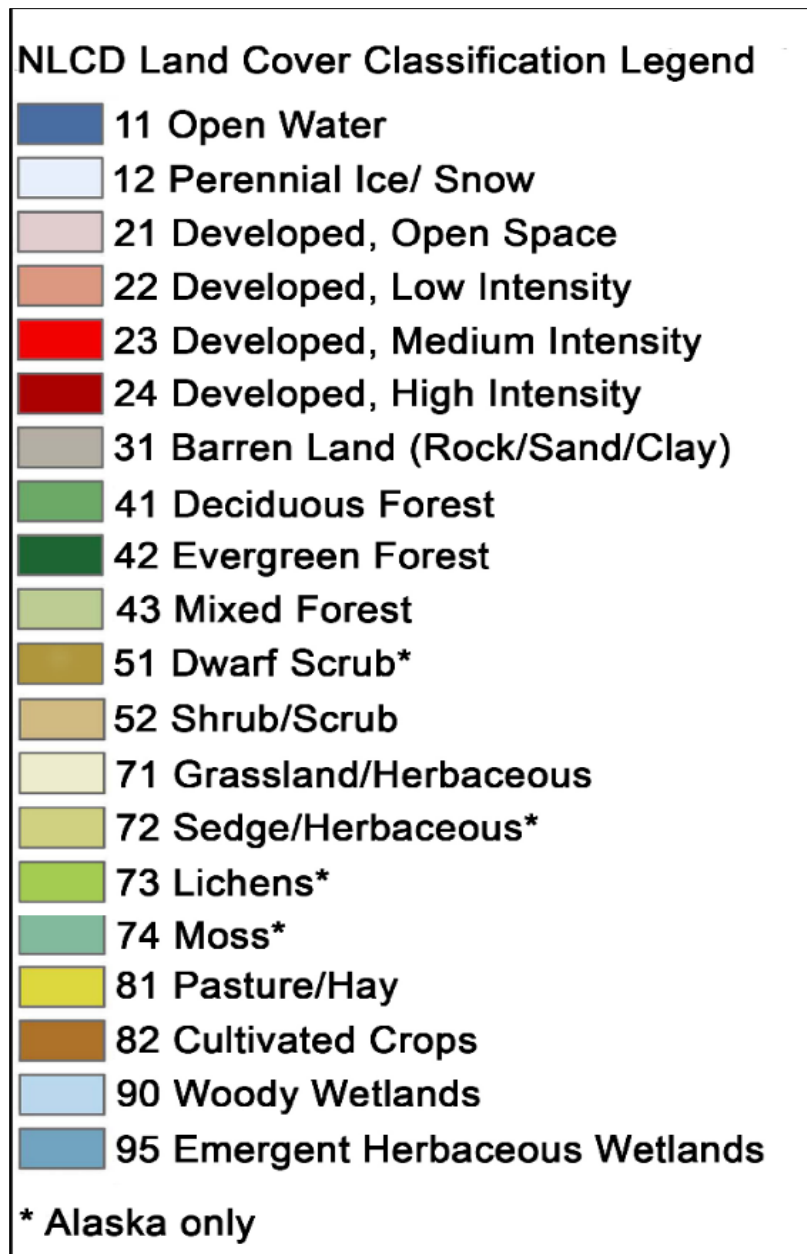 NLCD Land Cover Classification Legend
11 Open Water
12 Perennial Ice/ Snow
21 Developed, Open Space
22 Developed, Low Intensity
23 Developed, Medium Intensity
24 Developed, High Intensity
31 Barren Land (Rock/Sand/Clay)
41 Deciduous Forest
42 Evergreen Forest
43 Mixed Forest
51 Dwarf Scrub*
52 Shrub/Scrub
71 Grassland/Herbaceous
72 Sedge/Herbaceous*
73 Lichens*
74 Moss*
81 Pasture/Hay
82 Cultivated Crops
90 Woody Wetlands
95 Emergent Herbaceous Wetlands
* Alaska only